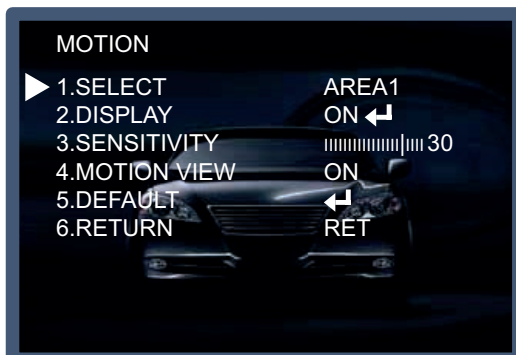 MOTION
1.SELECT AREA1
2.DISPLAY ON
3.SENSITIVITY 30
4.MOTION VIEW ON
5.DEFAULT
6.RETURN RET